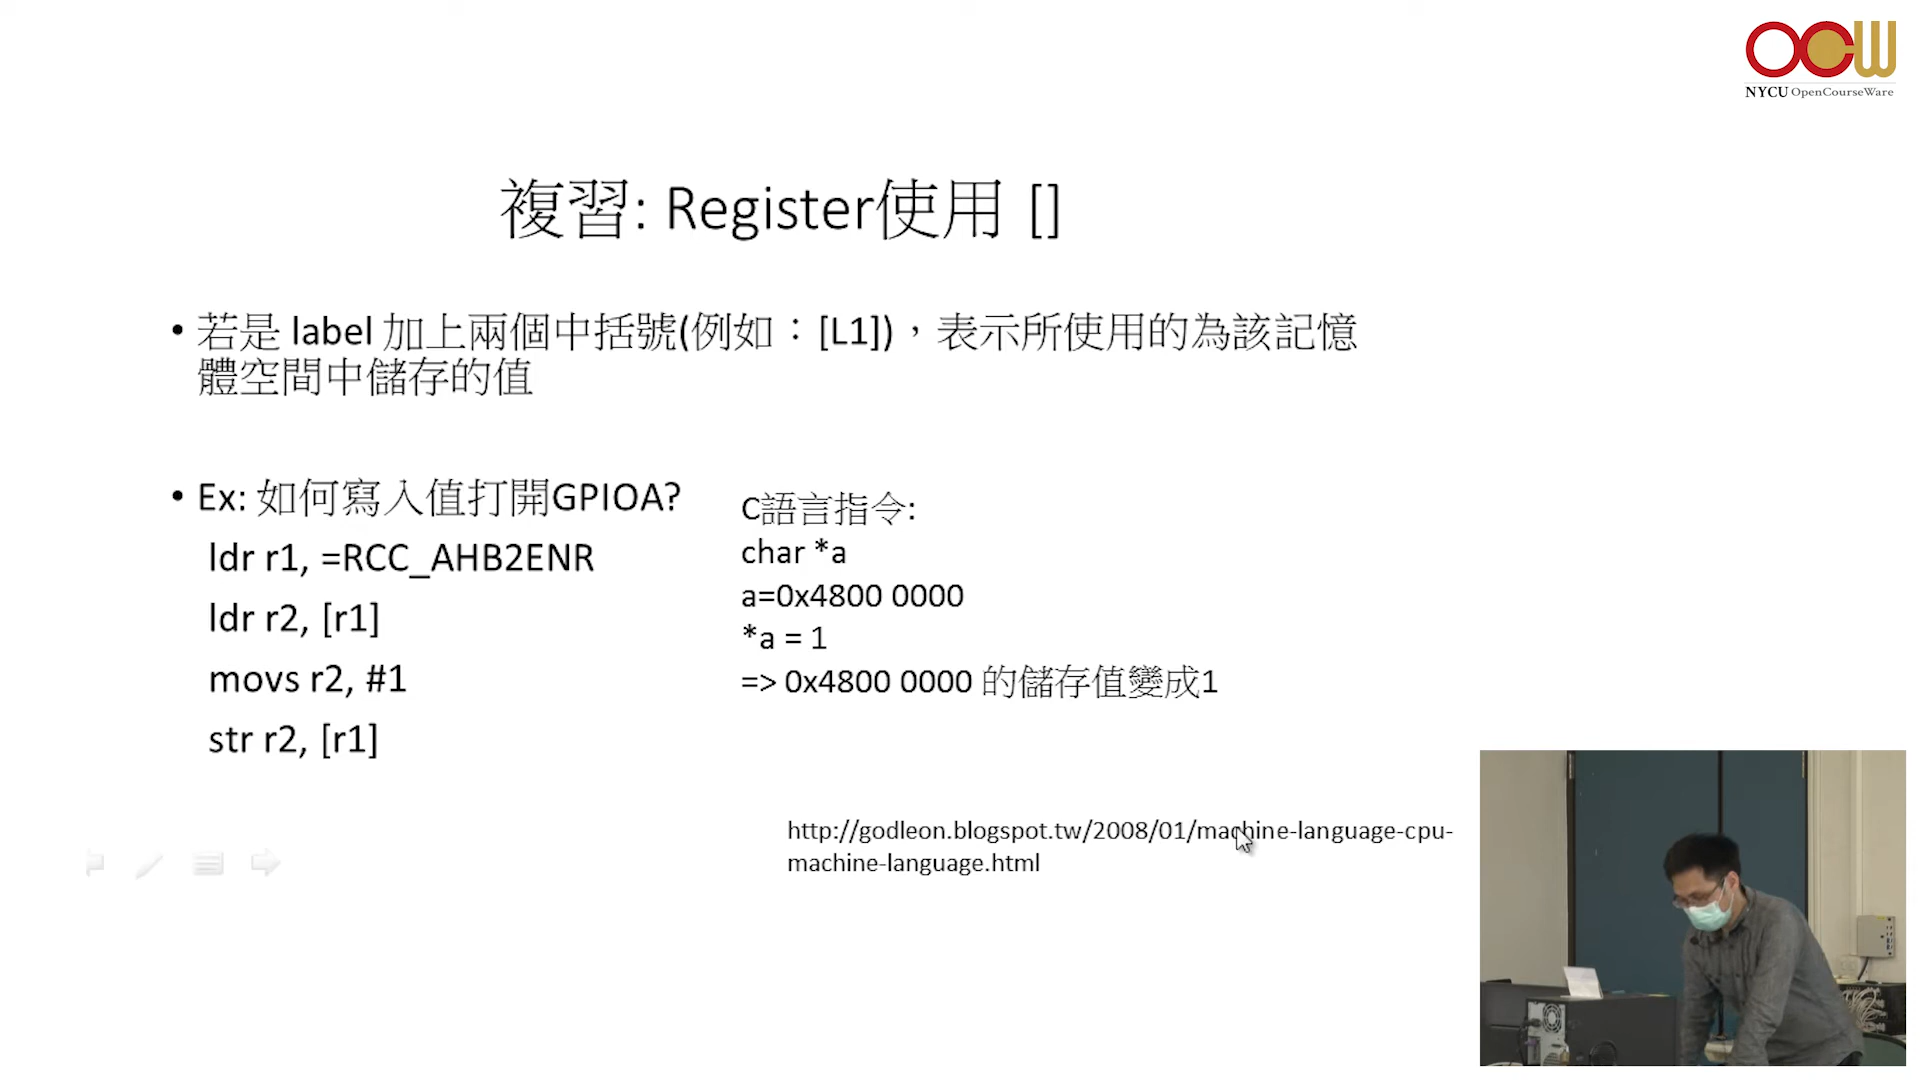 OCW
NYCU OpenCourseWare
複習: Register使用 []
• 若是 label 加上兩個中括號(例如：[L1])，表示所使用的為該記憶
體空間中儲存的值
• Ex: 如何寫入值打開GPIOA?
ldr r1, =RCC_AHB2ENR
ldr r2, [r1]
movs r2, #1
str r2, [r1]
C語言指令:
char *a
a=0x4800 0000
*a = 1
=> 0x4800 0000 的儲存值變成1
http://godleon.blogspot.tw/2008/01/machine-language-cpu-
machine-language.html